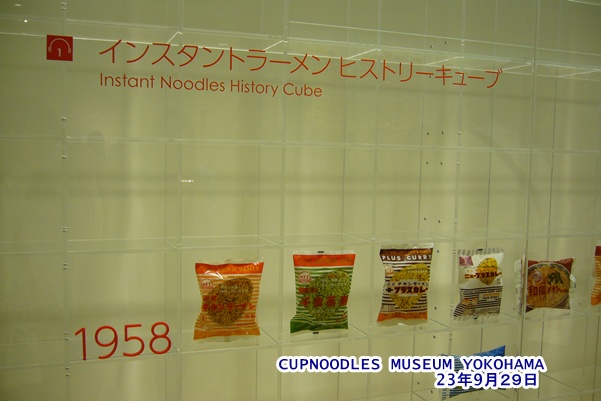 1
インスタントラーメン ヒストリーキューブ
Instant Noodles History Cube
PLUS CURRY
1958
CUPNOODLES MUSEUM YOKOHAMA
23年9月29日